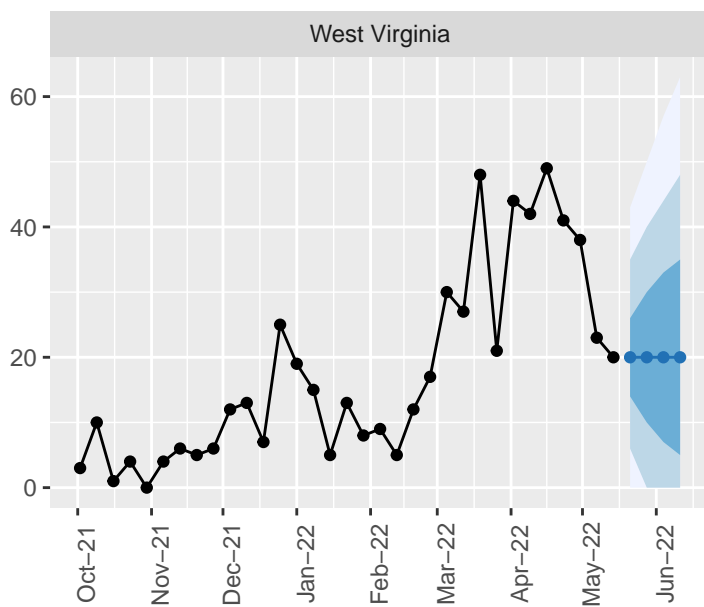 West Virginia
60
40
20
0
Oct−21
Nov−21
Dec−21
Jan−22
Feb−22
Mar−22
Apr−22
May−22
Jun−22